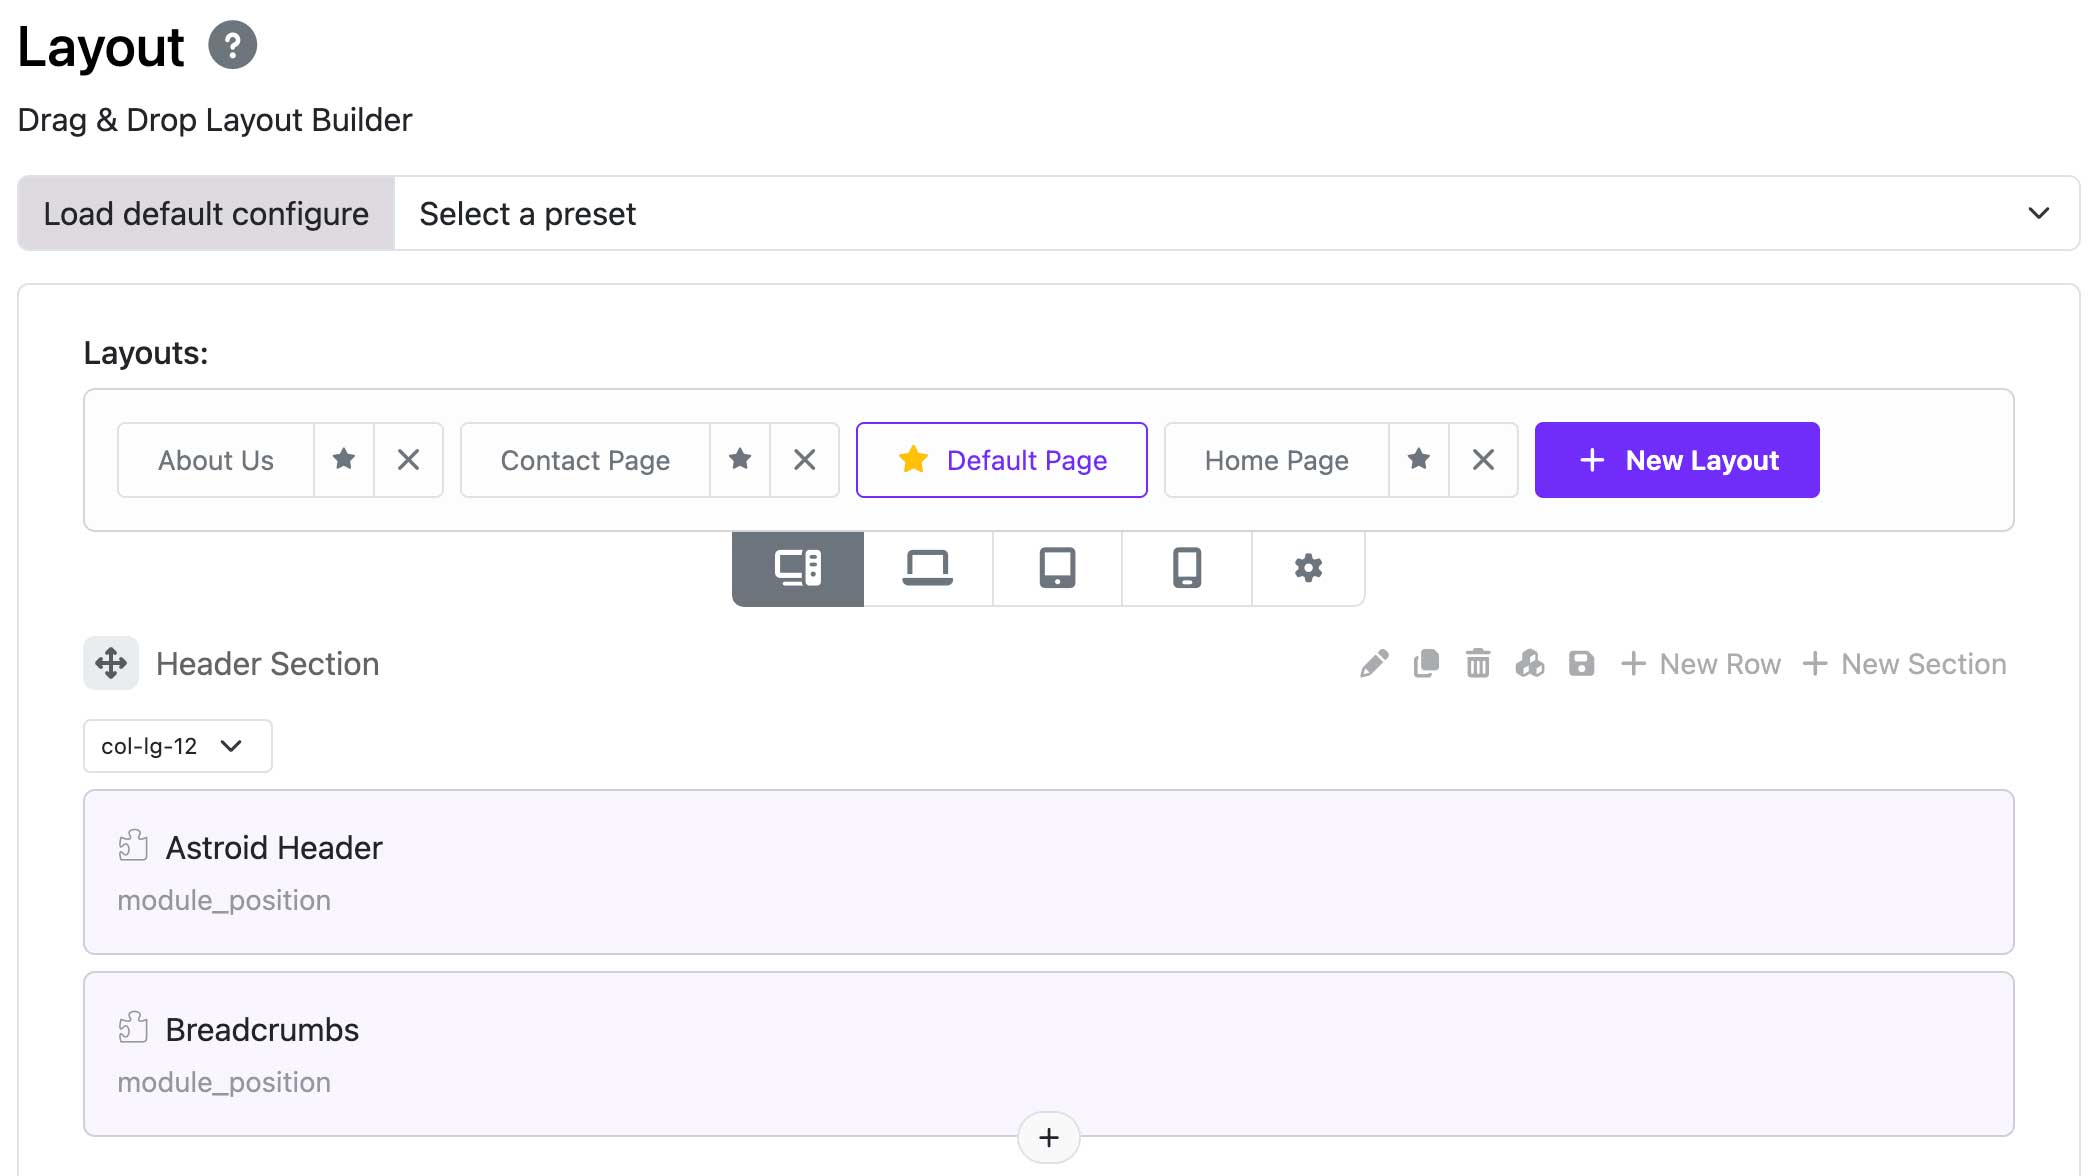 Layout
Drag & Drop Layout Builder
Load default configure Select a preset
Layouts:
About Us Contact Page Default Page Home Page New Layout
Header Section New Row New Section
col-lg-12
Astroid Header
module_position
Breadcrumbs
module_position